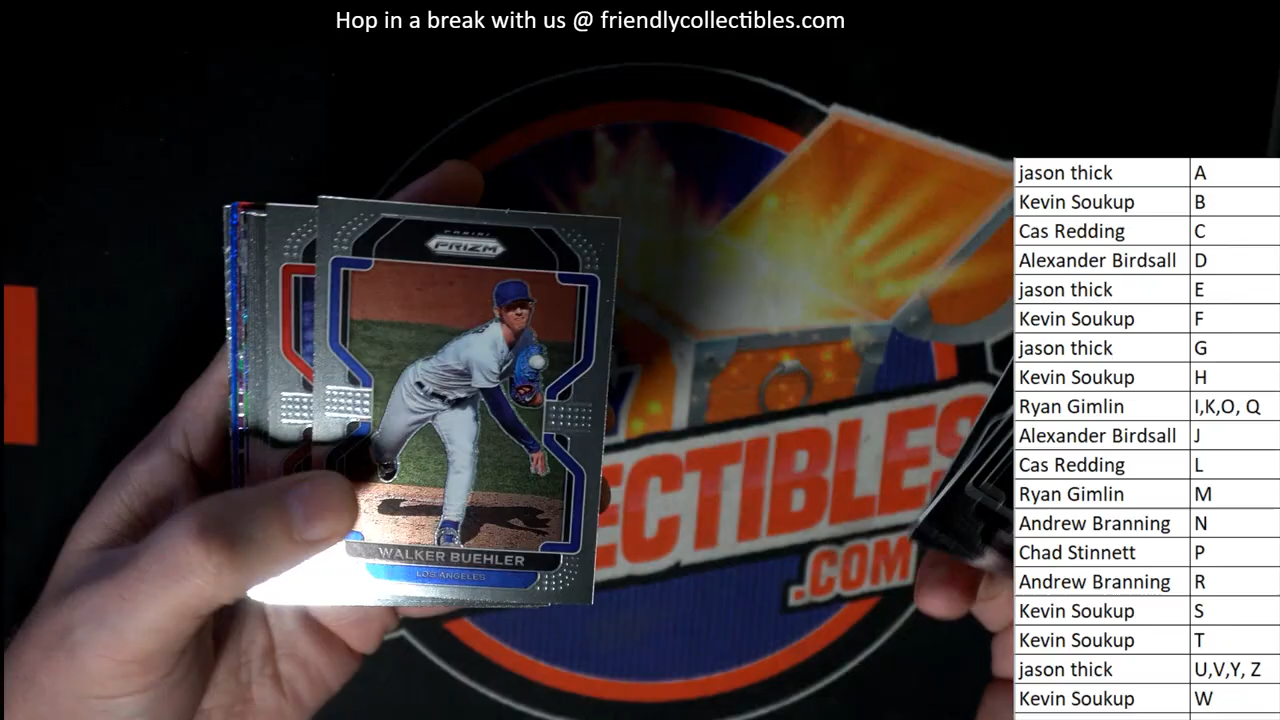 Hop in a break with us @ friendlycollectibles.com
PANINI
PRIZM
WALKER BUEHLER
LOS ANGELES
ECTIBLES
.COM
jason thick A
Kevin Soukup B
Cas Redding C
Alexander Birdsall D
jason thick E
Kevin Soukup F
jason thick G
Kevin Soukup H
Ryan Gimlin I,K,O, Q
Alexander Birdsall J
Cas Redding L
Ryan Gimlin M
Andrew Branning N
Chad Stinnett P
Andrew Branning R
Kevin Soukup S
Kevin Soukup T
jason thick U,V,Y, Z
Kevin Soukup W